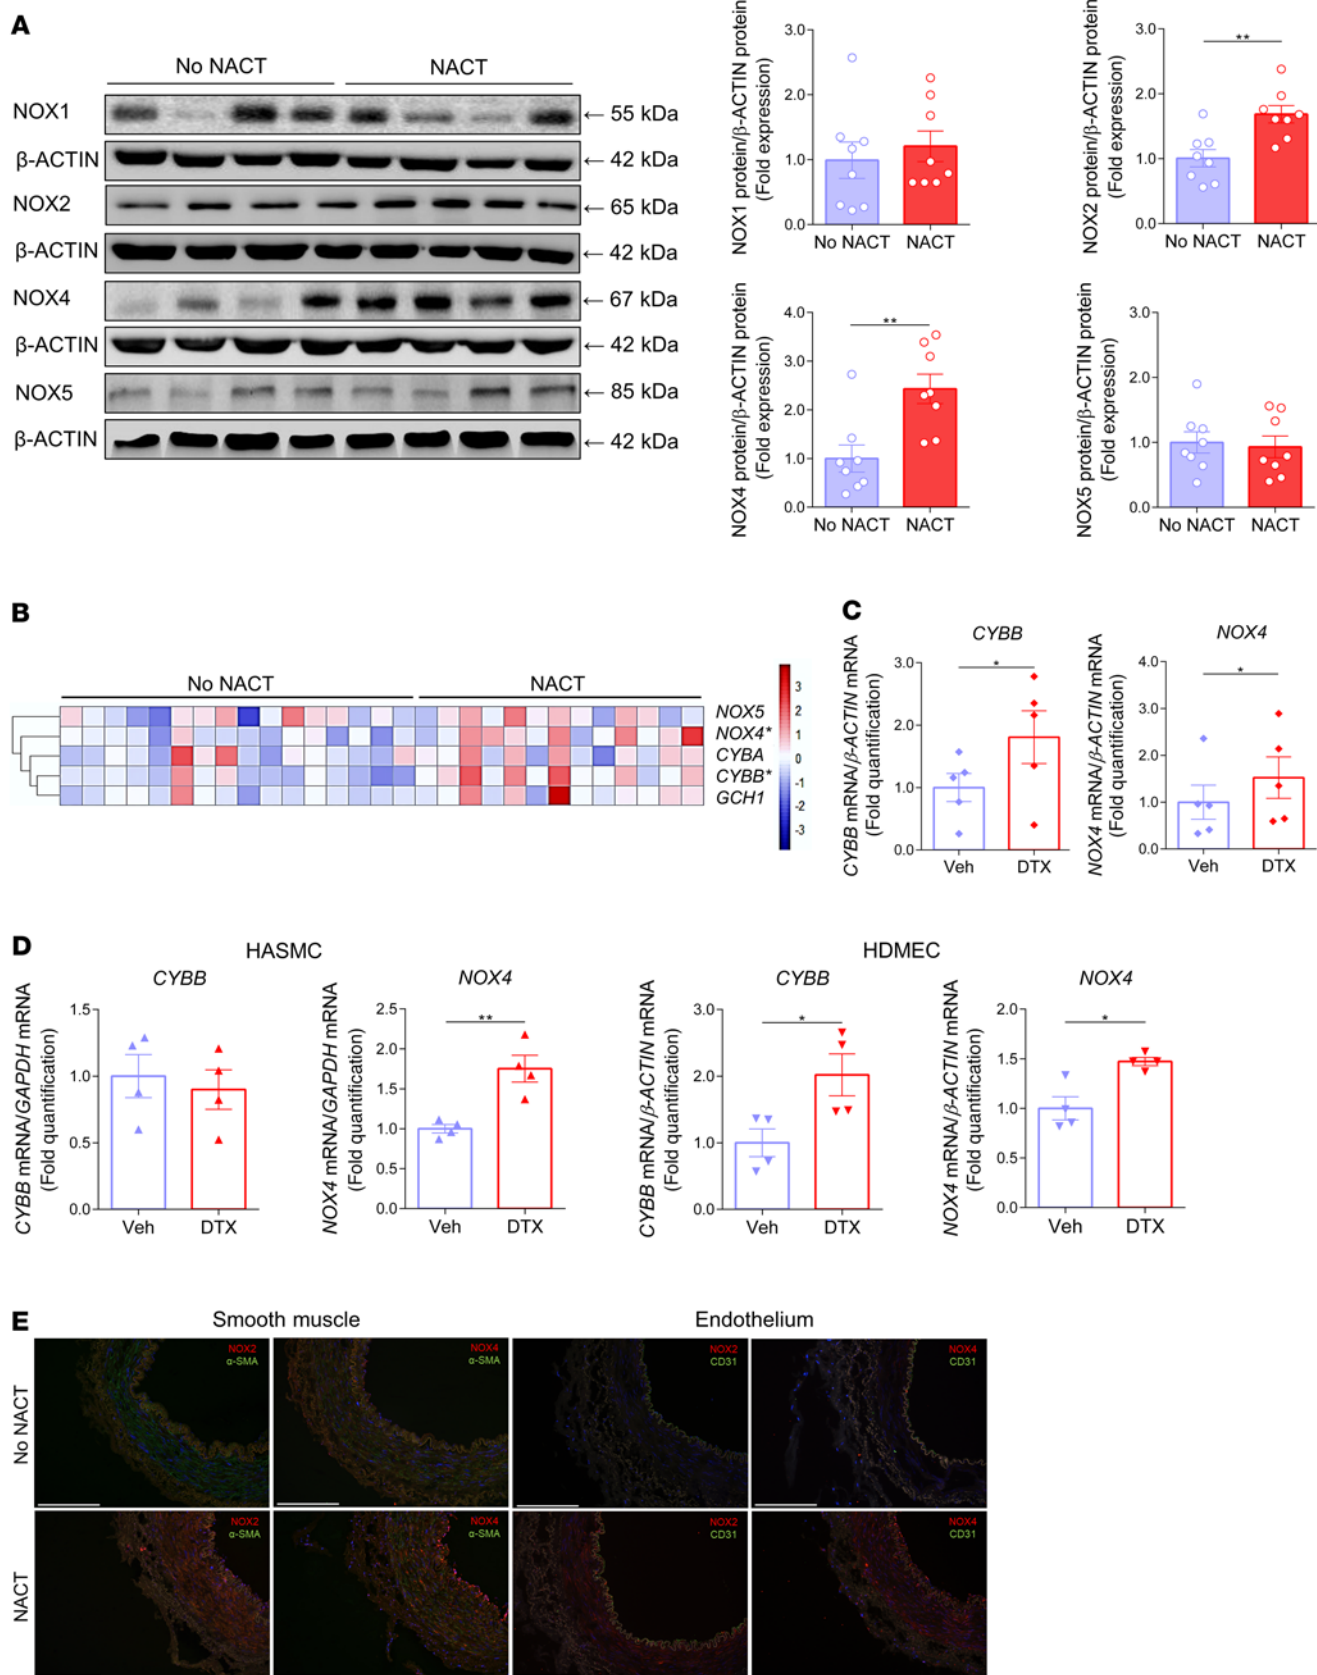 A
No NACT NACT
NOX1 ← 55 kDa
β-ACTIN ← 42 kDa
NOX2 ← 65 kDa
β-ACTIN ← 42 kDa
NOX4 ← 67 kDa
β-ACTIN ← 42 kDa
NOX5 ← 85 kDa
β-ACTIN ← 42 kDa
NOX1 protein/β-ACTIN protein
(Fold expression)
3.0
2.0
1.0
0.0
No NACT NACT
NOX2 protein/β-ACTIN protein
(Fold expression)
3.0
2.0
1.0
0.0
**
No NACT NACT
NOX4 protein/β-ACTIN protein
(Fold expression)
4.0
3.0
2.0
1.0
0.0
**
No NACT NACT
NOX5 protein/β-ACTIN protein
(Fold expression)
3.0
2.0
1.0
0.0
No NACT NACT
B
No NACT NACT
NOX5
NOX4*
CYBA
CYBB*
GCH1
3
2
1
0
-1
-2
-3
C
CYBB
CYBB mRNA/β-ACTIN mRNA
(Fold quantification)
3.0
2.0
1.0
0.0
*
Veh DTX
NOX4
NOX4 mRNA/β-ACTIN mRNA
(Fold quantification)
4.0
3.0
2.0
1.0
0.0
*
Veh DTX
D
HASMC
CYBB
CYBB mRNA/GAPDH mRNA
(Fold quantification)
1.5
1.0
0.5
0.0
Veh DTX
NOX4
NOX4 mRNA/GAPDH mRNA
(Fold quantification)
2.5
2.0
1.5
1.0
0.5
0.0
**
Veh DTX
HDMEC
CYBB
CYBB mRNA/β-ACTIN mRNA
(Fold quantification)
3.0
2.0
1.0
0.0
*
Veh DTX
NOX4
NOX4 mRNA/β-ACTIN mRNA
(Fold quantification)
2.0
1.5
1.0
0.5
0.0
*
Veh DTX
E
Smooth muscle Endothelium
No NACT
NOX2
α-SMA
NOX4
α-SMA
NOX2
CD31
NOX4
CD31
NACT
NOX2
α-SMA
NOX4
α-SMA
NOX2
CD31
NOX4
CD31